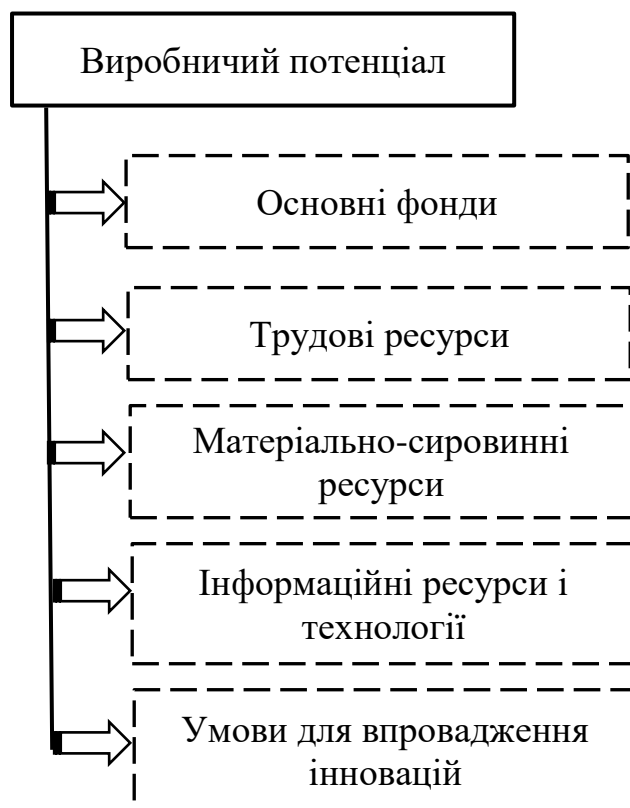 Виробничий потенціал
Основні фонди
Трудові ресурси
Матеріально-сировинні
ресурси
Інформаційні ресурси і
технології
Умови для впровадження
інновацій